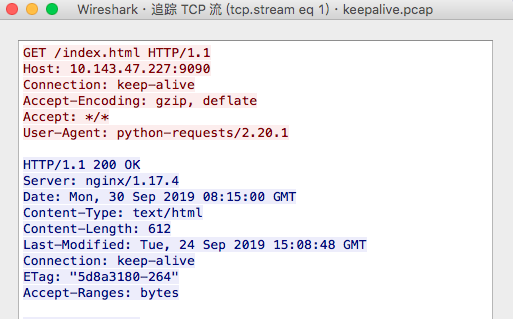 Wireshark · 追踪 TCP 流 (tcp.stream eq 1) · keepalive.pcap
GET /index.html HTTP/1.1
Host: 10.143.47.227:9090
Connection: keep-alive
Accept-Encoding: gzip, deflate
Accept: */*
User-Agent: python-requests/2.20.1
HTTP/1.1 200 OK
Server: nginx/1.17.4
Date: Mon, 30 Sep 2019 08:15:00 GMT
Content-Type: text/html
Content-Length: 612
Last-Modified: Tue, 24 Sep 2019 15:08:48 GMT
Connection: keep-alive
ETag: "5d8a3180-264"
Accept-Ranges: bytes